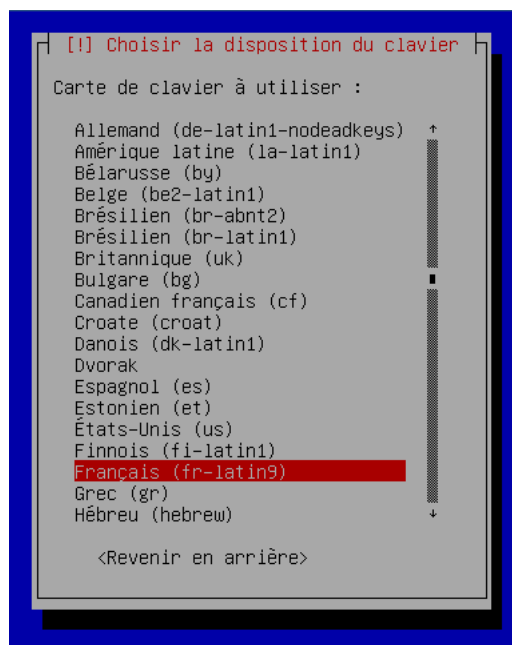 [!] Choisir la disposition du clavier
Carte de clavier à utiliser :
Allemand (de-latin1-nodeadkeys)
Amérique latine (la-latin1)
Bélarusse (by)
Belge (be2-latin1)
Brésilien (br-abnt2)
Brésilien (br-latin1)
Britannique (uk)
Bulgare (bg)
Canadien français (cf)
Croate (croat)
Danois (dk-latin1)
Dvorak
Espagnol (es)
Estonien (et)
États-Unis (us)
Finnois (fi-latin1)
Français (fr-latin9)
Grec (gr)
Hébreu (hebrew)
<Revenir en arrière>